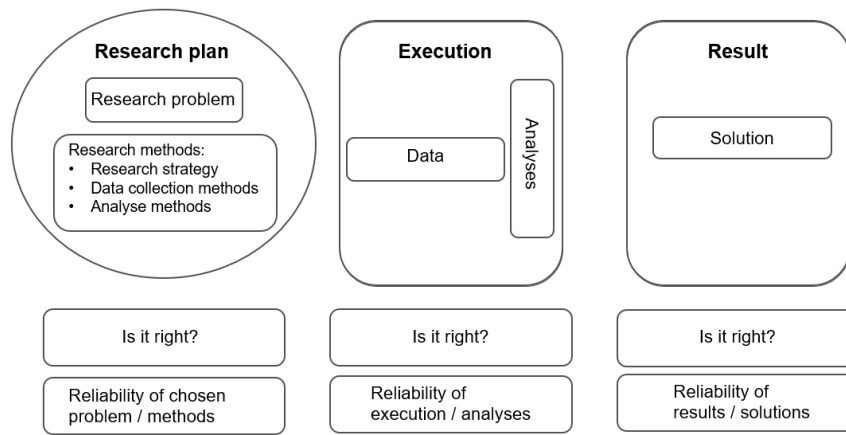 Research plan
Research problem
Research methods:
• Research strategy
• Data collection methods
• Analyse methods
Execution
Data
Analyses
Result
Solution
Is it right?
Is it right?
Is it right?
Reliability of chosen
problem / methods
Reliability of
execution / analyses
Reliability of
results / solutions